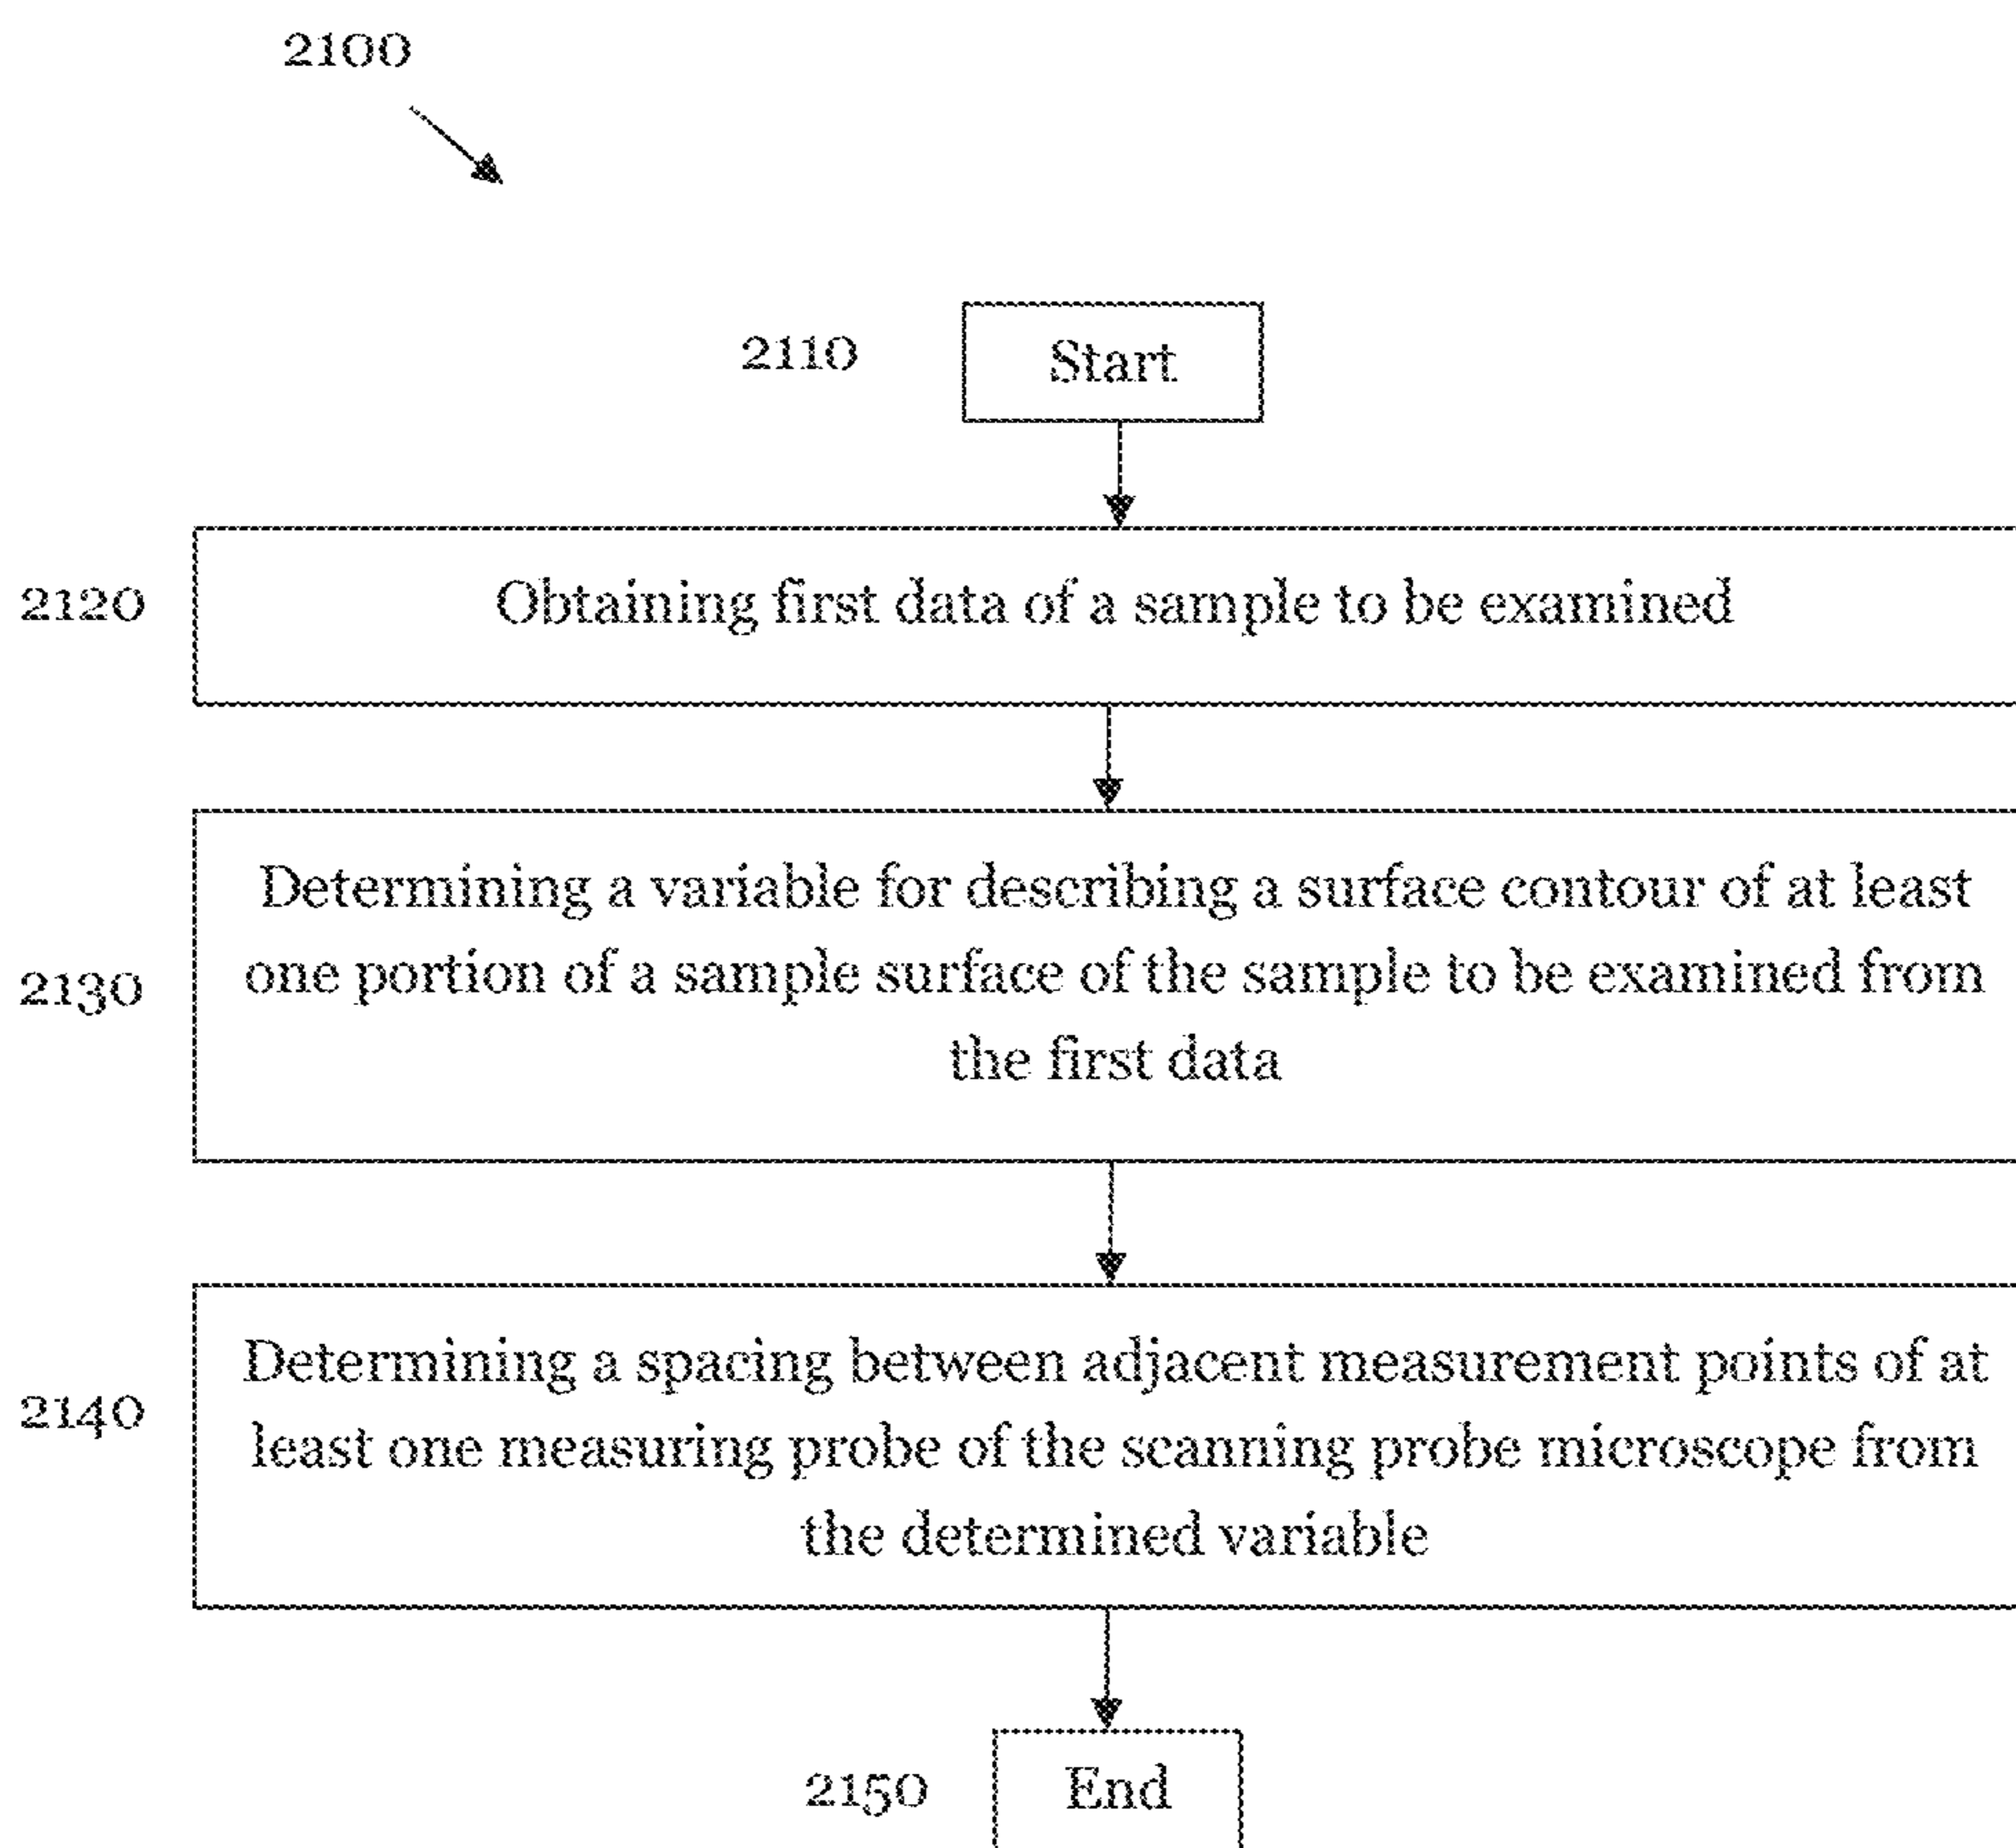 2100
2110
Start
2120
Obtaining first data of a sample to be examined
Determining a variable for describing a surface contour of at least
one portion of a sample surface of the sample to be examined from
2130
the first data
Determining a spacing between adjacent measurement points of at
2140
least one measuring probe of the scanning probe microscope from
the determined variable
2150
End